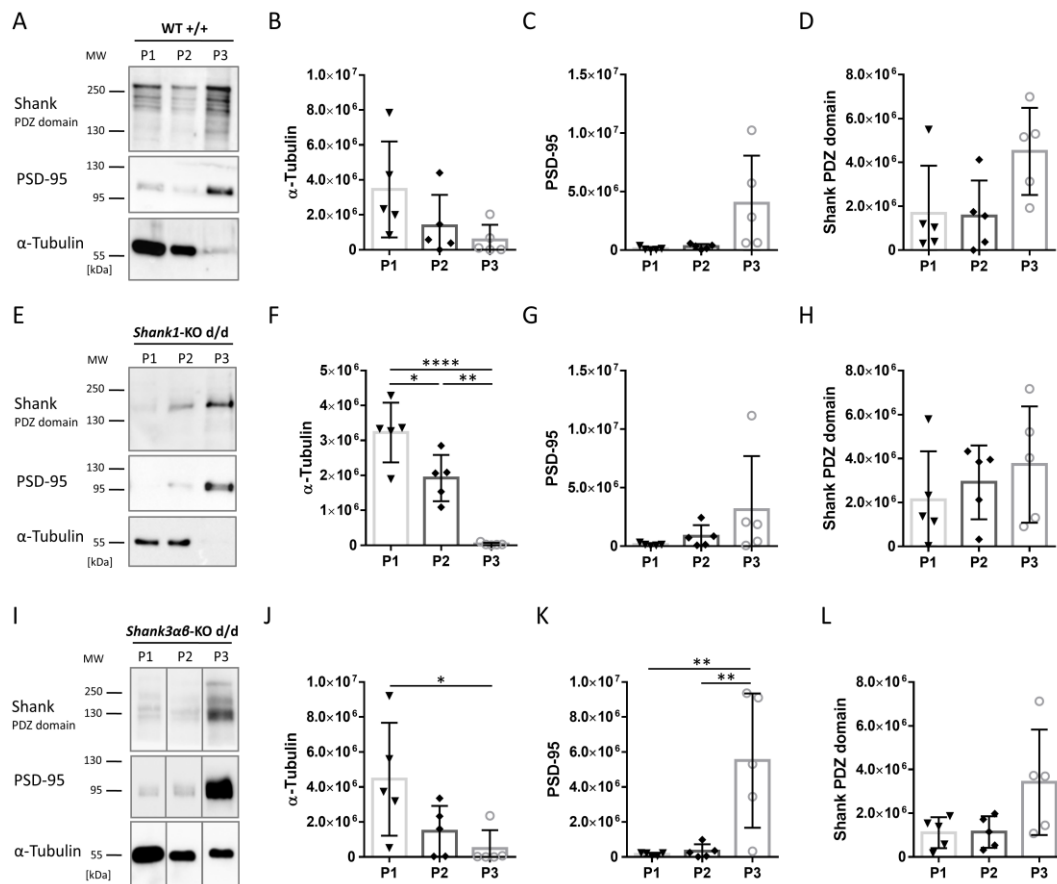 A
WT +/+
MW P1 P2 P3
Shank
PDZ domain
250
130
PSD-95
130
95
α-Tubulin
55
[kDa]
B
α-Tubulin
1.0×10⁷
8.0×10⁶
6.0×10⁶
4.0×10⁶
2.0×10⁶
0
P1 P2 P3
C
PSD-95
1.5×10⁷
1.0×10⁷
5.0×10⁶
0
P1 P2 P3
D
Shank PDZ domain
8.0×10⁶
6.0×10⁶
4.0×10⁶
2.0×10⁶
0
P1 P2 P3
E
Shank1-KO d/d
MW P1 P2 P3
Shank
PDZ domain
250
130
PSD-95
130
95
α-Tubulin
55
[kDa]
F
α-Tubulin
5×10⁶
4×10⁶
3×10⁶
2×10⁶
1×10⁶
0
****
* **
P1 P2 P3
G
PSD-95
1.5×10⁷
1.0×10⁷
5.0×10⁶
0
P1 P2 P3
H
Shank PDZ domain
8.0×10⁶
6.0×10⁶
4.0×10⁶
2.0×10⁶
0
P1 P2 P3
I
Shank3αβ-KO d/d
MW P1 P2 P3
Shank
PDZ domain
250
130
PSD-95
130
95
α-Tubulin
55
[kDa]
J
α-Tubulin
1.0×10⁷
8.0×10⁶
6.0×10⁶
4.0×10⁶
2.0×10⁶
0
*
P1 P2 P3
K
PSD-95
1.0×10⁷
8.0×10⁶
6.0×10⁶
4.0×10⁶
2.0×10⁶
0
**
**
P1 P2 P3
L
Shank PDZ domain
8.0×10⁶
6.0×10⁶
4.0×10⁶
2.0×10⁶
0
P1 P2 P3